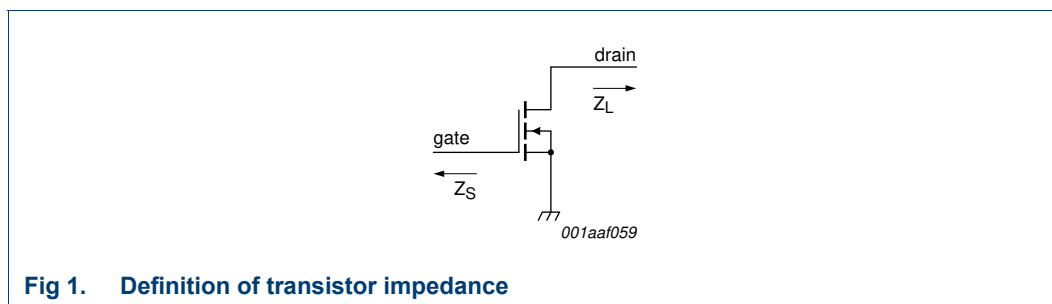 drain
Z_L
gate
Z_S
001aaf059
Fig 1. Definition of transistor impedance